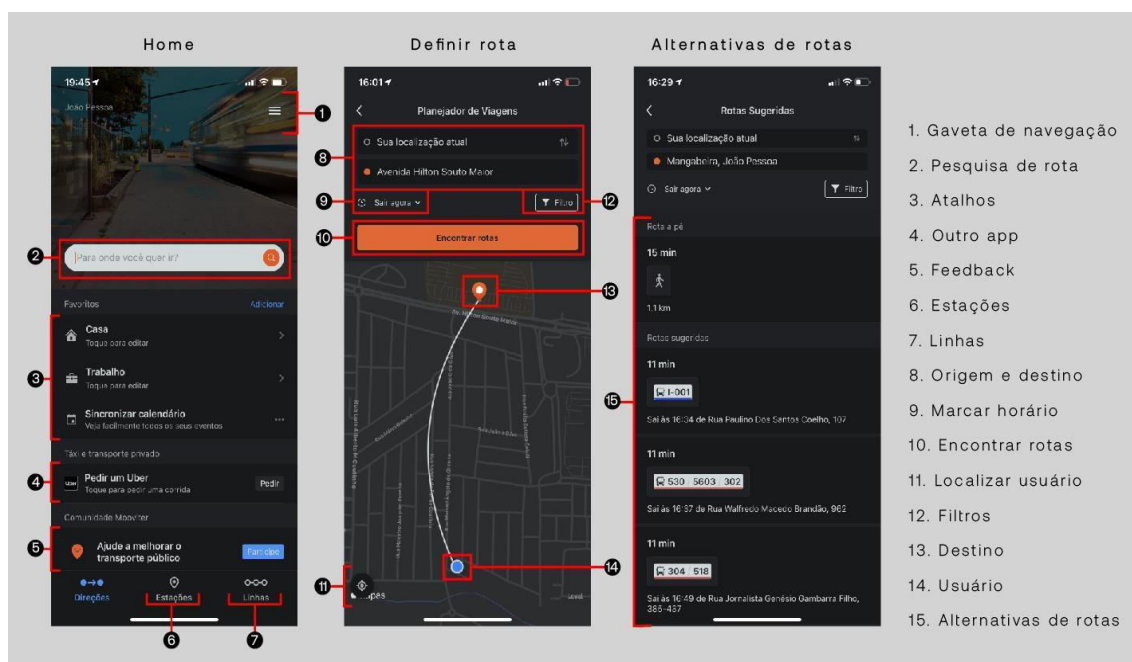 Home
Definir rota
Alternativas de rotas
19:45
João Pessoa
1
2
Para onde você quer ir?
Favoritos
Adicionar
3
Casa
Toque para editar
Trabalho
Toque para editar
Sincronizar calendário
Veja facilmente todos os seus eventos
Táxi e transporte privado
4
Uber
Pedir um Uber
Toque para pedir uma corrida
Pedir
Comunidade Mooviter
5
Ajude a melhorar o
transporte público
Participe
Direções
Estações
Linhas
6
7
16:01
Planejador de Viagens
8
Sua localização atual
Avenida Hilton Souto Maior
9
Sair agora
Filtro
12
10
Encontrar rotas
13
Av. Hilton Souto Maior
14
11
Legal
16:29
Rotas Sugeridas
Sua localização atual
Mangabeira, João Pessoa
Sair agora
Filtro
Rota a pé
15 min
1.1 km
Rotas sugeridas
11 min
15
I-001
Sai às 16:34 de Rua Paulino Dos Santos Coelho, 107
11 min
530 5603 302
Sai às 16:37 de Rua Walfredo Macedo Brandão, 962
11 min
304 518
Sai às 16:49 de Rua Jornalista Genésio Gambarra Filho,
385-437
1. Gaveta de navegação
2. Pesquisa de rota
3. Atalhos
4. Outro app
5. Feedback
6. Estações
7. Linhas
8. Origem e destino
9. Marcar horário
10. Encontrar rotas
11. Localizar usuário
12. Filtros
13. Destino
14. Usuário
15. Alternativas de rotas